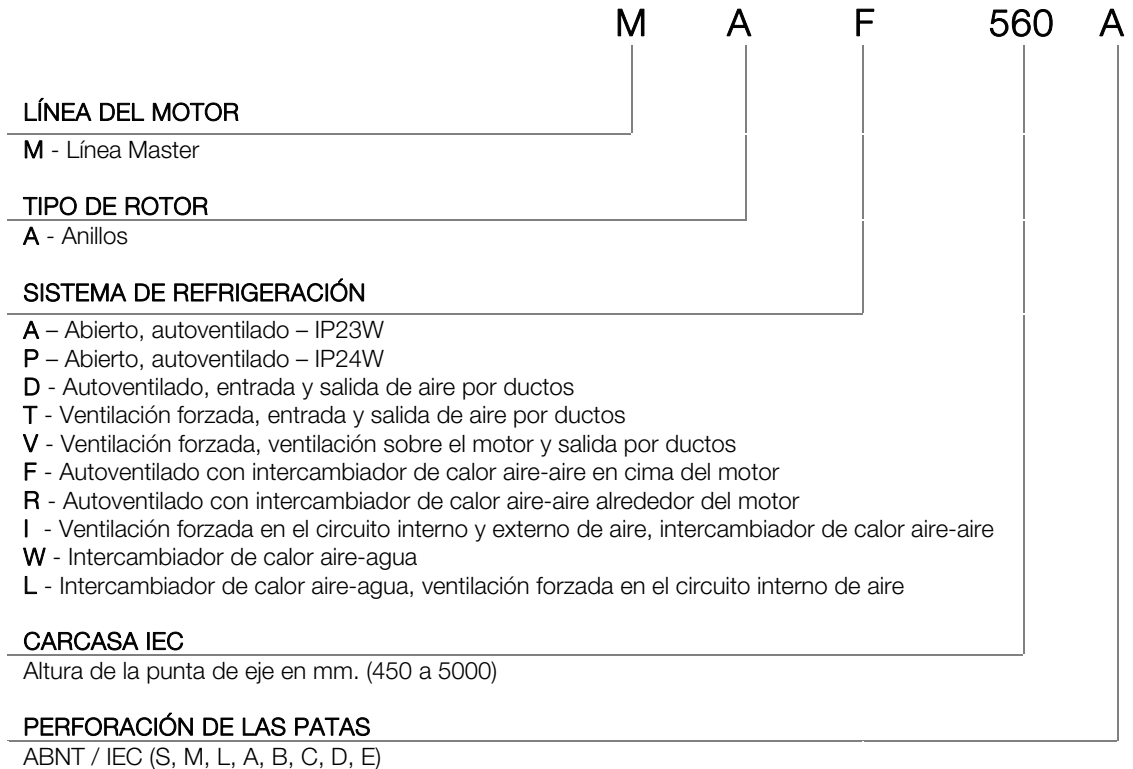 M A F 560 A
LÍNEA DEL MOTOR
M - Línea Master
TIPO DE ROTOR
A - Anillos
SISTEMA DE REFRIGERACIÓN
A – Abierto, autoventilado – IP23W
P – Abierto, autoventilado – IP24W
D - Autoventilado, entrada y salida de aire por ductos
T - Ventilación forzada, entrada y salida de aire por ductos
V - Ventilación forzada, ventilación sobre el motor y salida por ductos
F - Autoventilado con intercambiador de calor aire-aire en cima del motor
R - Autoventilado con intercambiador de calor aire-aire alrededor del motor
I - Ventilación forzada en el circuito interno y externo de aire, intercambiador de calor aire-aire
W - Intercambiador de calor aire-agua
L - Intercambiador de calor aire-agua, ventilación forzada en el circuito interno de aire
CARCASA IEC
Altura de la punta de eje en mm. (450 a 5000)
PERFORACIÓN DE LAS PATAS
ABNT / IEC (S, M, L, A, B, C, D, E)